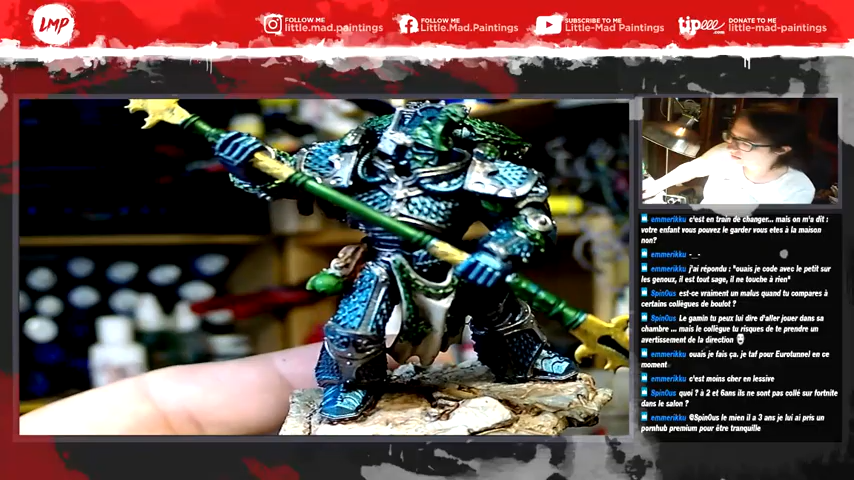 LMP
FOLLOW ME
little.mad.paintings
FOLLOW ME
Little.Mad.Paintings
SUBSCRIBE TO ME
Little-Mad Paintings
tipeee
.com
DONATE TO ME
little-mad-paintings
emmerikku c'est en train de changer... mais on m'a dit :
votre enfant vous pouvez le garder vous etes à la maison
non?
emmerikku -_-
emmerikku j'ai répondu : "ouais je code avec le petit sur
les genoux, il est tout sage, il ne touche à rien"
Spin0us est-ce vraiment un malus quand tu compares à
certains collègues de boulot ?
Spin0us Le gamin tu peux lui dire d'aller jouer dans sa
chambre ... mais le collègue tu risques de te prendre un
avertissement de la direction
emmerikku ouais je fais ça. je taf pour Eurotunnel en ce
moment
emmerikku c'est moins cher en lessive
Spin0us quoi ? à 2 et 6ans ils ne sont pas collé sur fortnite
dans le salon ?
emmerikku @Spin0us le mien il a 3 ans je lui ai pris un
pornhub premium pour être tranquille